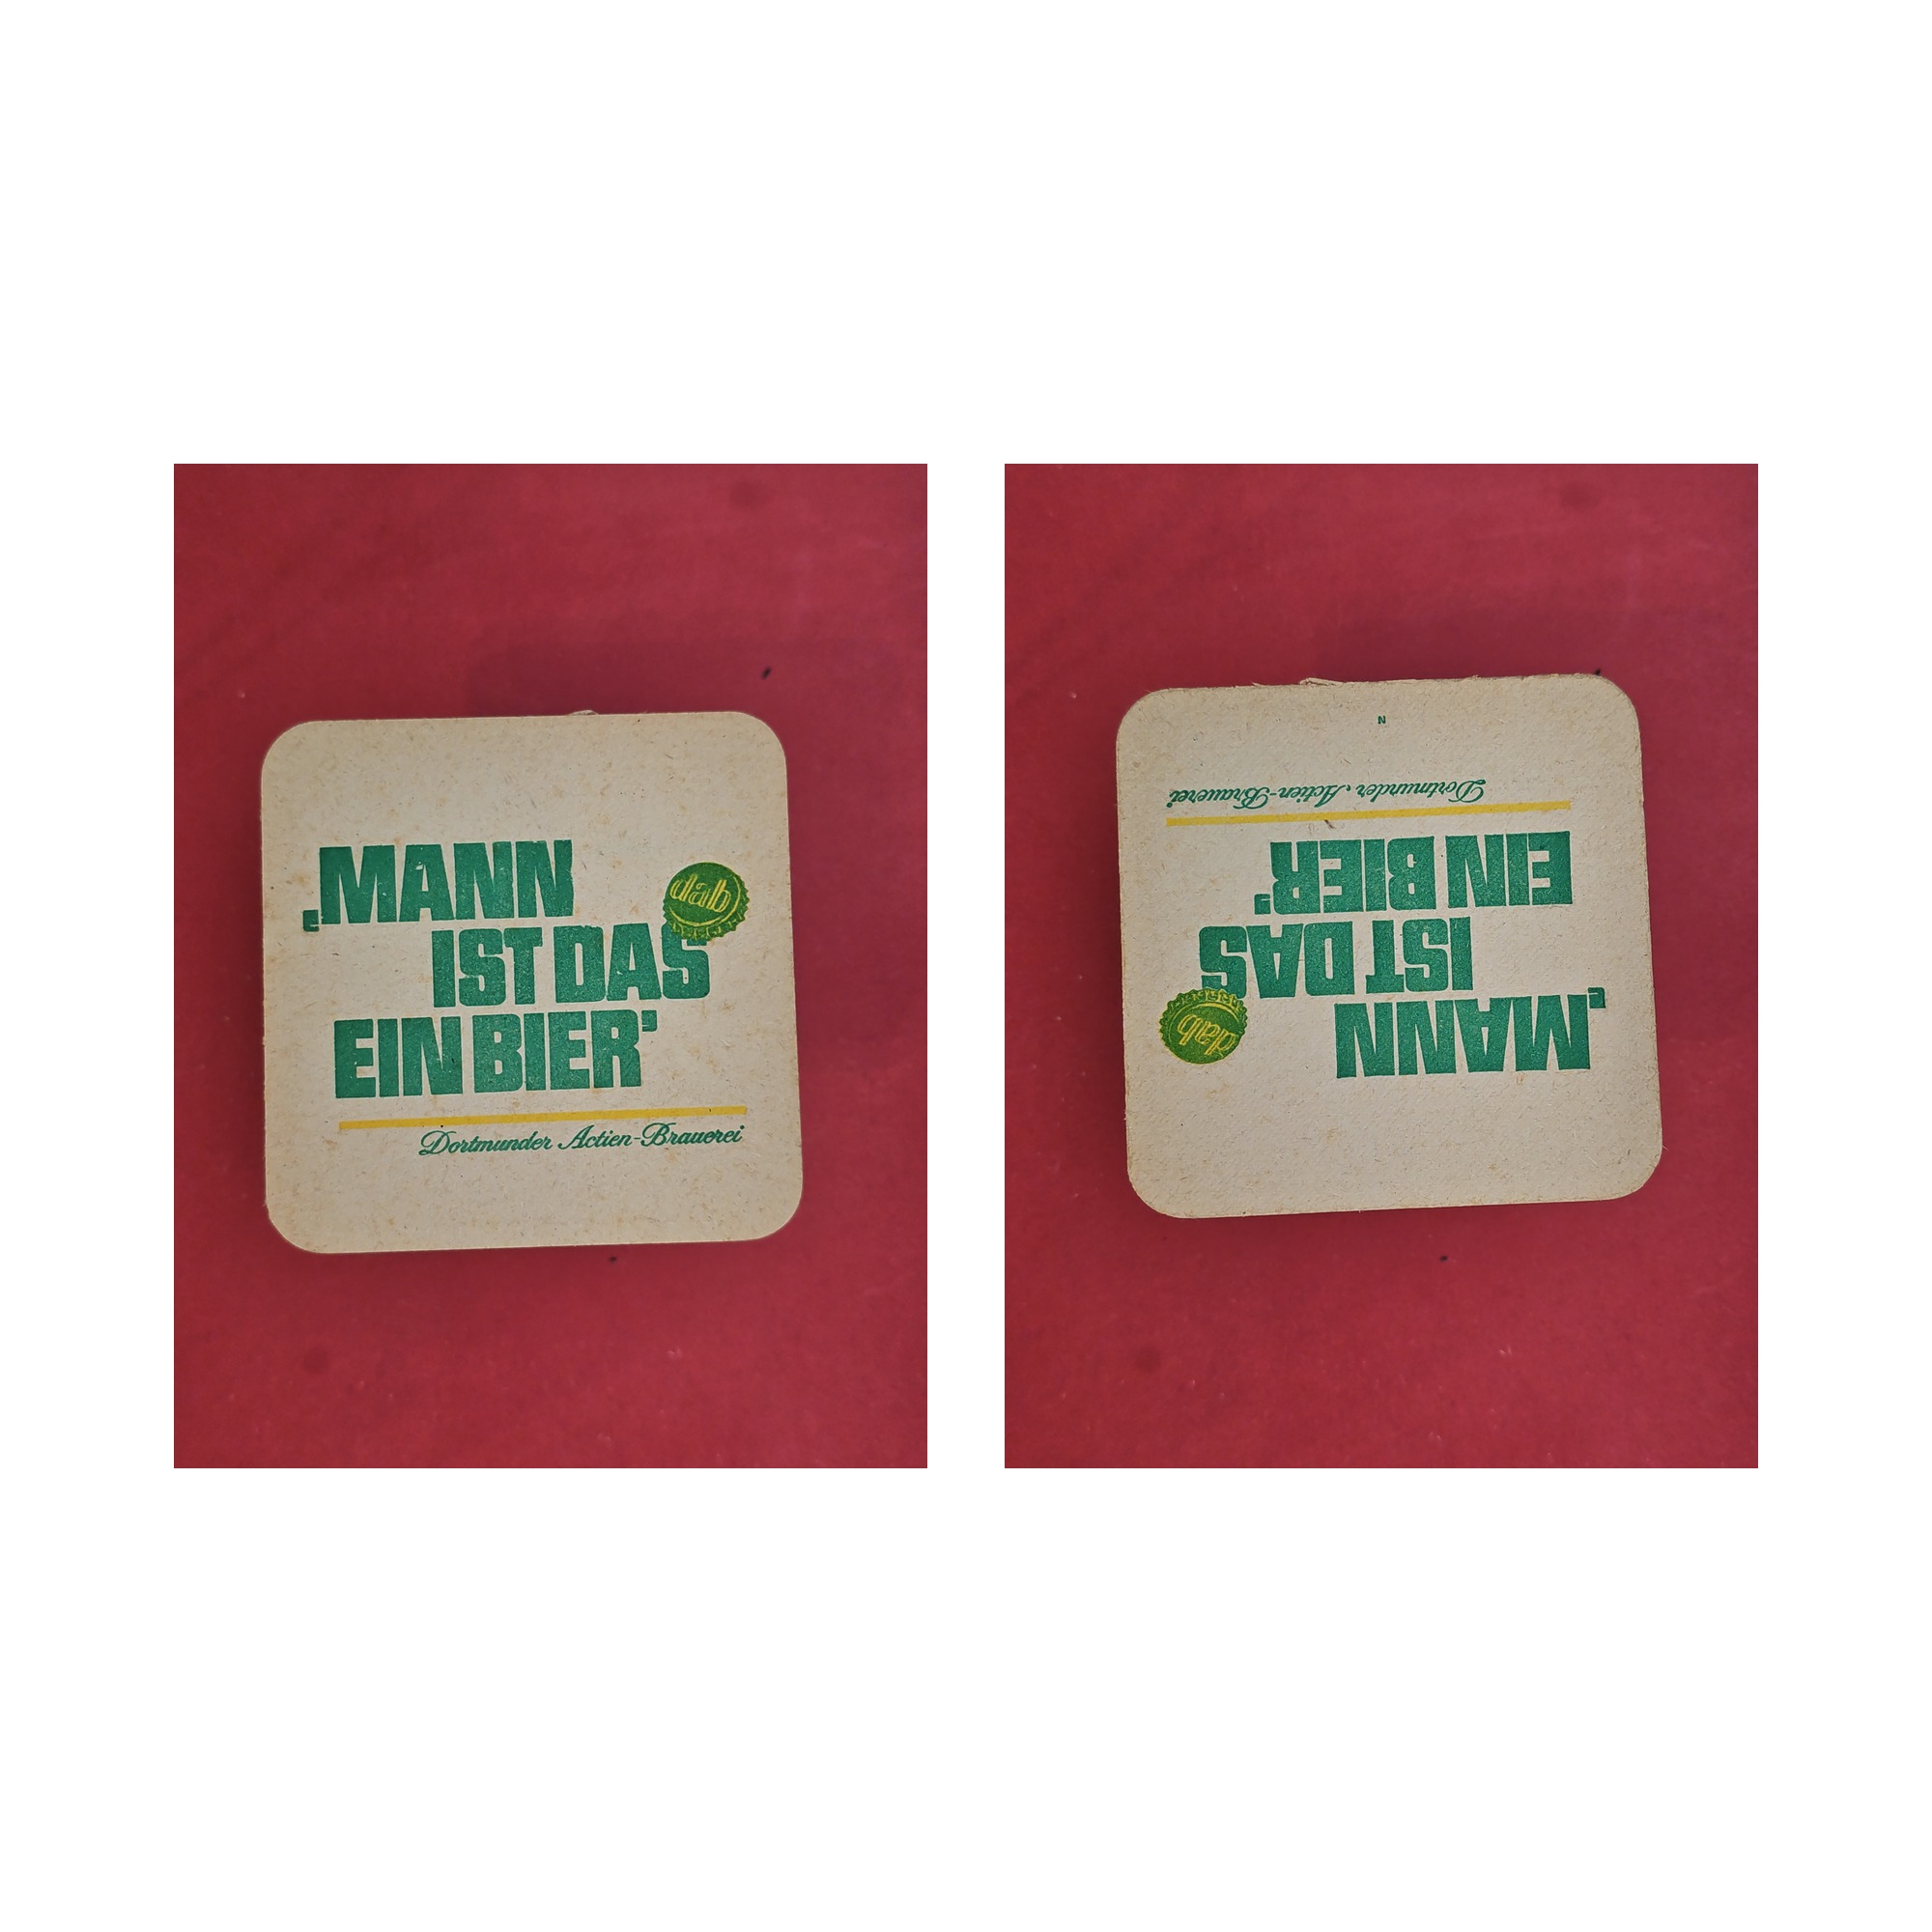 ‚MANN
IST DAS
EIN BIER’
dab
Dortmunder Actien-Brauerei
N
Dortmunder Actien-Brauerei
‚MANN
IST DAS
EIN BIER’
dab